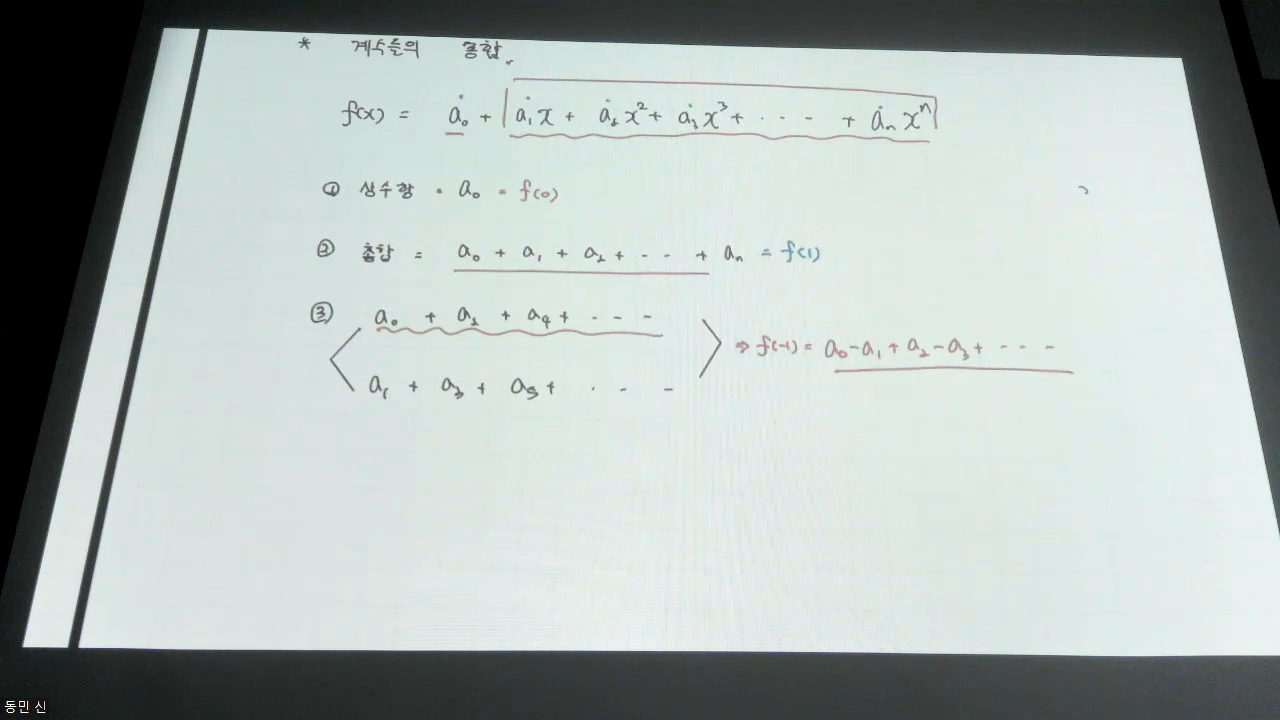 * 계수들의 총합.
f(x) = a₀ + a₁x + a₂x² + a₃x³ + · · · + aₙxⁿ
① 상수항 = a₀ = f(0)
② 총합 = a₀ + a₁ + a₂ + · · · + aₙ = f(1)
③ a₀ + a₂ + a₄ + · · ·
a₁ + a₃ + a₅ + · · ·
⇒ f(-1) = a₀ - a₁ + a₂ - a₃ + · · ·
동민 신